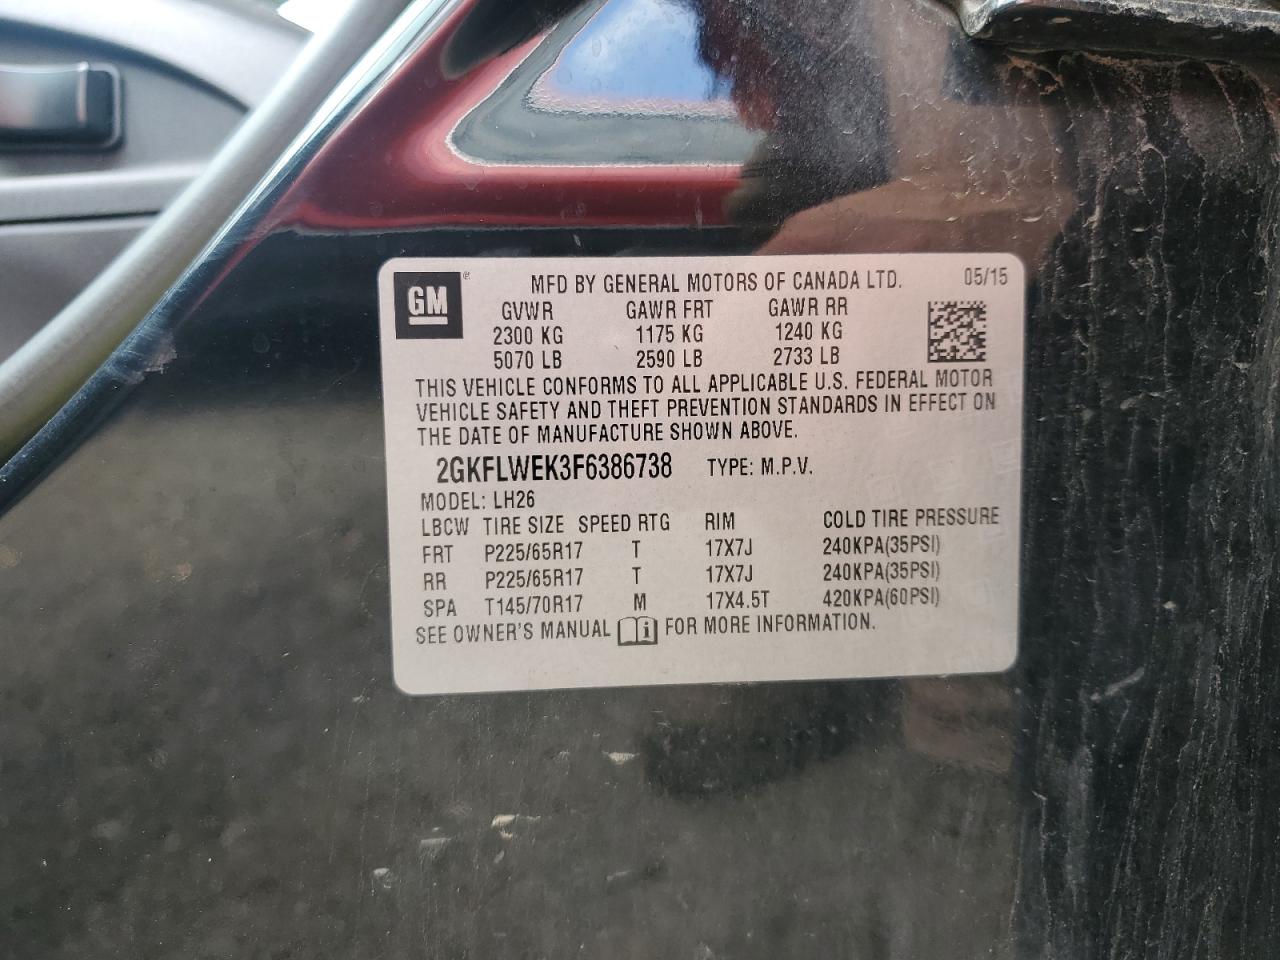 GM ®
MFD BY GENERAL MOTORS OF CANADA LTD. 05/15
GVWR GAWR FRT GAWR RR
2300 KG 1175 KG 1240 KG
5070 LB 2590 LB 2733 LB
THIS VEHICLE CONFORMS TO ALL APPLICABLE U.S. FEDERAL MOTOR
VEHICLE SAFETY AND THEFT PREVENTION STANDARDS IN EFFECT ON
THE DATE OF MANUFACTURE SHOWN ABOVE.
2GKFLWEK3F6386738 TYPE: M.P.V.
MODEL: LH26
LBCW TIRE SIZE SPEED RTG RIM COLD TIRE PRESSURE
FRT P225/65R17 T 17X7J 240KPA(35PSI)
RR P225/65R17 T 17X7J 240KPA(35PSI)
SPA T145/70R17 M 17X4.5T 420KPA(60PSI)
SEE OWNER'S MANUAL i FOR MORE INFORMATION.